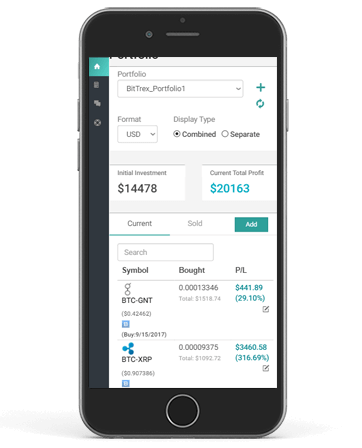 Portfolio
Portfolio
BitTrex_Portfolio1
Format
Display Type
USD
Combined
Separate
Initial Investment
Current Total Profit
$14478
$20163
Current
Sold
Add
Search
Symbol
Bought
P/L
0.00013346
$441.89
Total: $1518.74
(29.10%)
BTC-GNT
($0.42462)
(Buy:9/15/2017)
0.00009375
$3460.58
Total: $1092.72
(316.69%)
BTC-XRP
($0.907386)